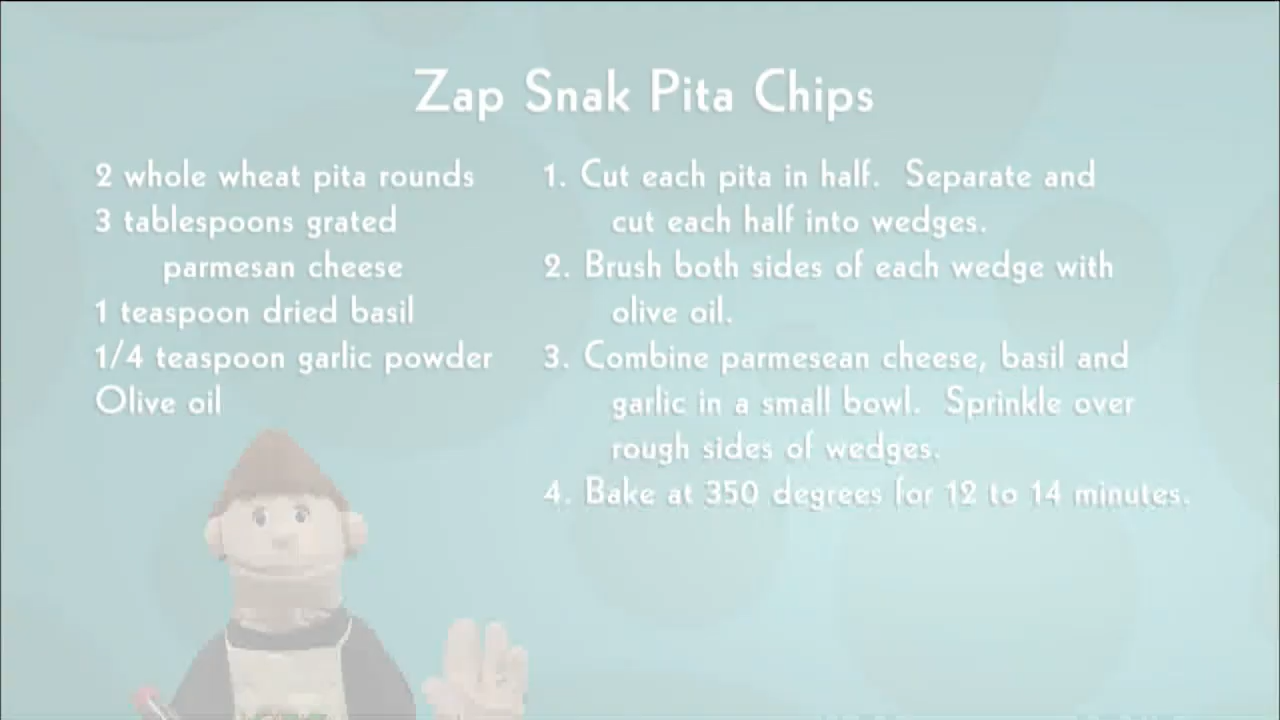 Zap Snak Pita Chips
2 whole wheat pita rounds
3 tablespoons grated
parmesan cheese
1 teaspoon dried basil
1/4 teaspoon garlic powder
Olive oil
1. Cut each pita in half. Separate and
cut each half into wedges.
2. Brush both sides of each wedge with
olive oil.
3. Combine parmesean cheese, basil and
garlic in a small bowl. Sprinkle over
rough sides of wedges.
4. Bake at 350 degrees for 12 to 14 minutes.